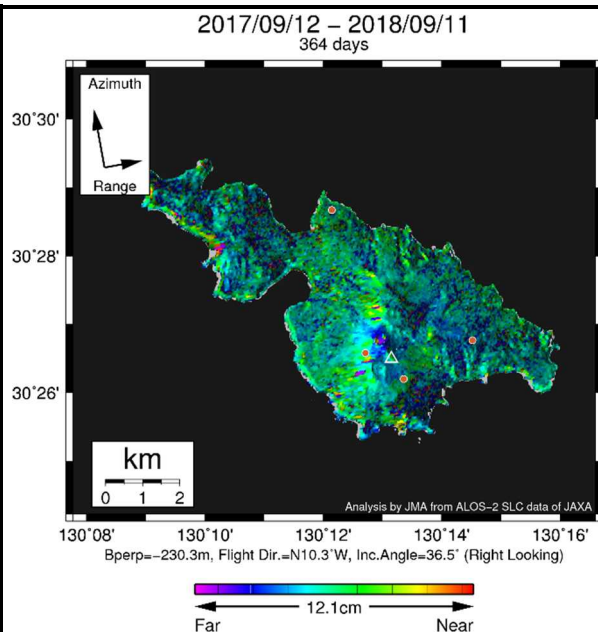 2017/09/12 − 2018/09/11
364 days
Azimuth
Range
30˚30'
30˚28'
30˚26'
km
0 1 2
Analysis by JMA from ALOS−2 SLC data of JAXA
130˚08' 130˚10' 130˚12' 130˚14' 130˚16'
Bperp=−230.3m, Flight Dir.=N10.3˚W, Inc.Angle=36.5˚ (Right Looking)
12.1cm
Far Near